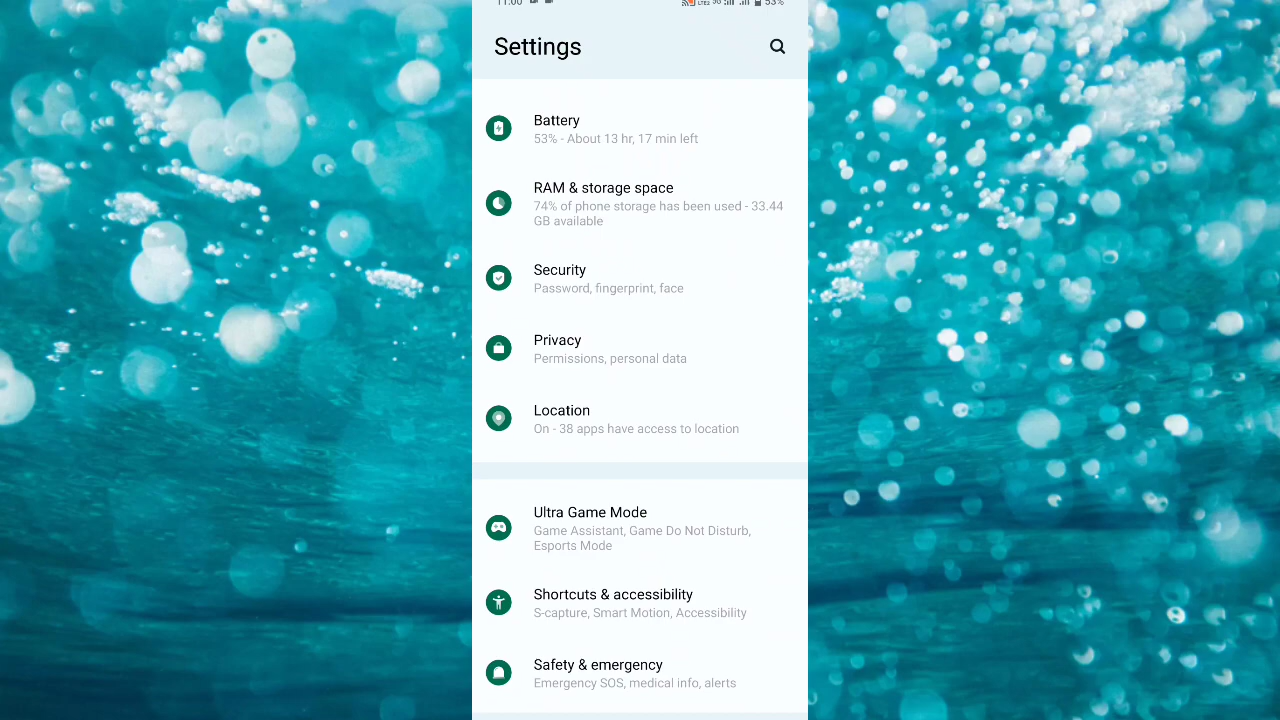 11:00 53%
Settings
Battery
53% - About 13 hr, 17 min left
RAM & storage space
74% of phone storage has been used - 33.44
GB available
Security
Password, fingerprint, face
Privacy
Permissions, personal data
Location
On - 38 apps have access to location
Ultra Game Mode
Game Assistant, Game Do Not Disturb,
Esports Mode
Shortcuts & accessibility
S-capture, Smart Motion, Accessibility
Safety & emergency
Emergency SOS, medical info, alerts